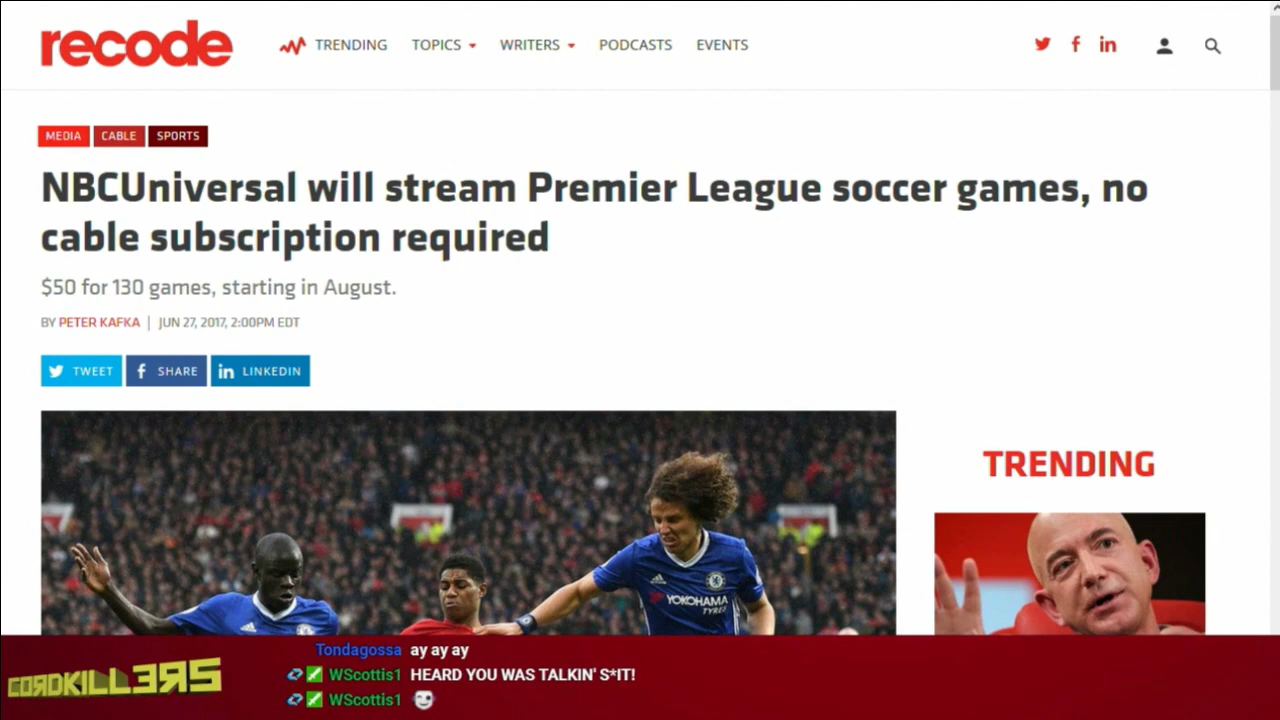 recode
TRENDING TOPICS WRITERS PODCASTS EVENTS
MEDIA CABLE SPORTS
NBCUniversal will stream Premier League soccer games, no
cable subscription required
$50 for 130 games, starting in August.
BY PETER KAFKA | JUN 27, 2017, 2:00PM EDT
TWEET SHARE LINKEDIN
TRENDING
YOKOHAMA
TYRES
CORDKILLERS
Tondagossa ay ay ay
WScottis1 HEARD YOU WAS TALKIN' S*IT!
WScottis1